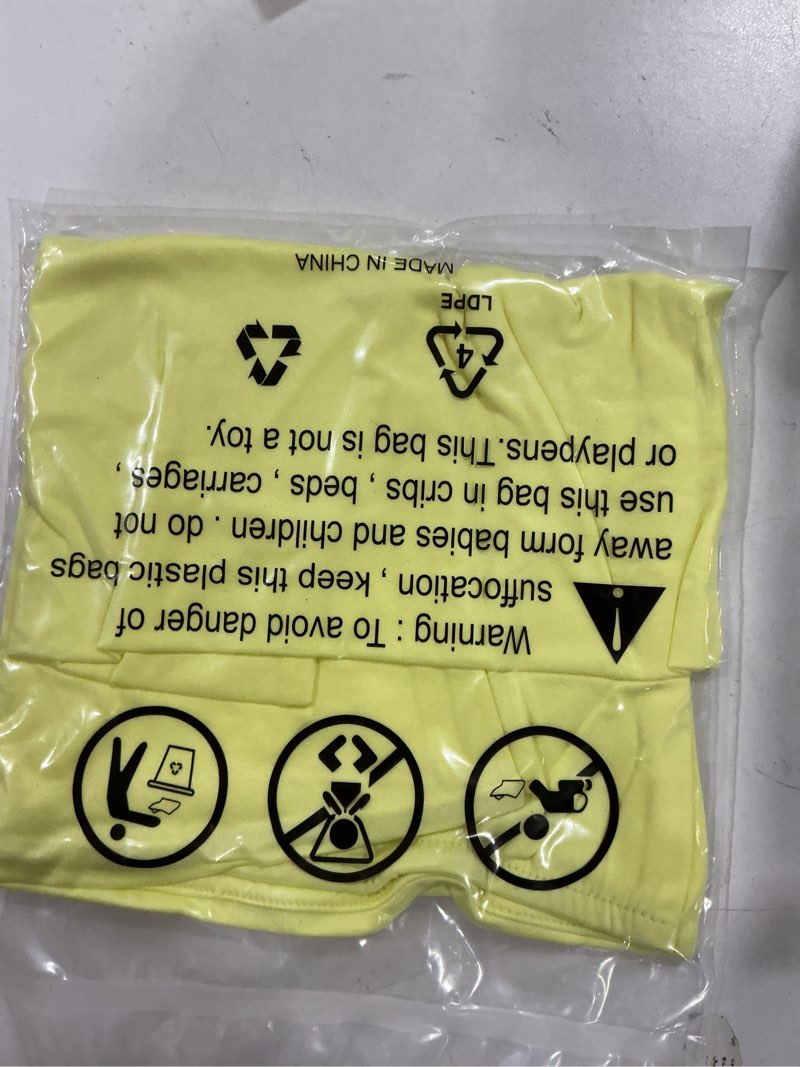 Warning : To avoid danger of
suffocation , keep this plastic bags
away form babies and children . do not
use this bag in cribs , beds , carriages ,
or playpens.This bag is not a toy.
4
LDPE
MADE IN CHINA